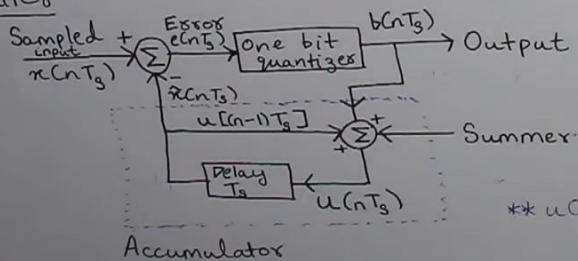 Sampled +
input
x(nTs)
Σ
Error
e(nTs)
One bit
quantizer
b(nTs)
Output
-
x̂(nTs)
u[(n-1)Ts]
+
Σ
+
Summer
Delay
Ts
u(nTs)
** u(
Accumulator